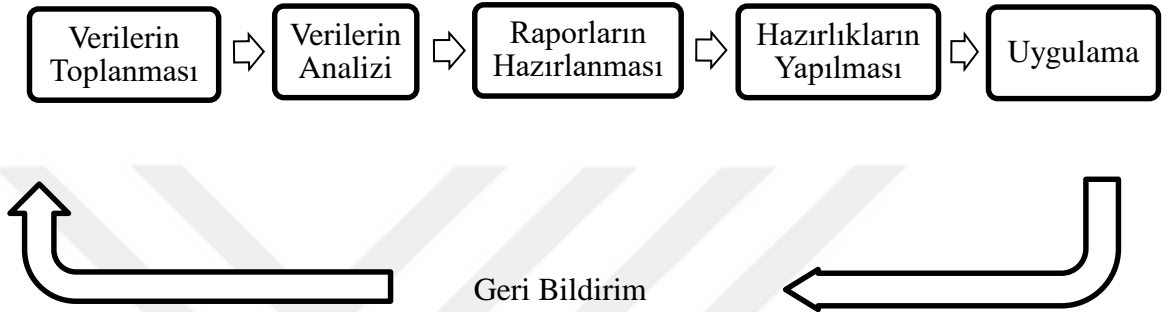 Verilerin
Toplanması
Verilerin
Analizi
Raporların
Hazırlanması
Hazırlıkların
Yapılması
Uygulama
Geri Bildirim